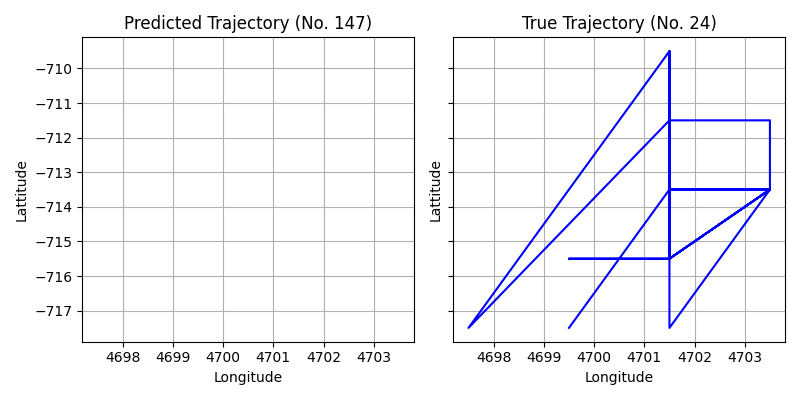 Predicted Trajectory (No. 147)
True Trajectory (No. 24)
−710
−711
−712
−713
−714
−715
−716
−717
Lattitude
Lattitude
4698 4699 4700 4701 4702 4703
4698 4699 4700 4701 4702 4703
Longitude
Longitude